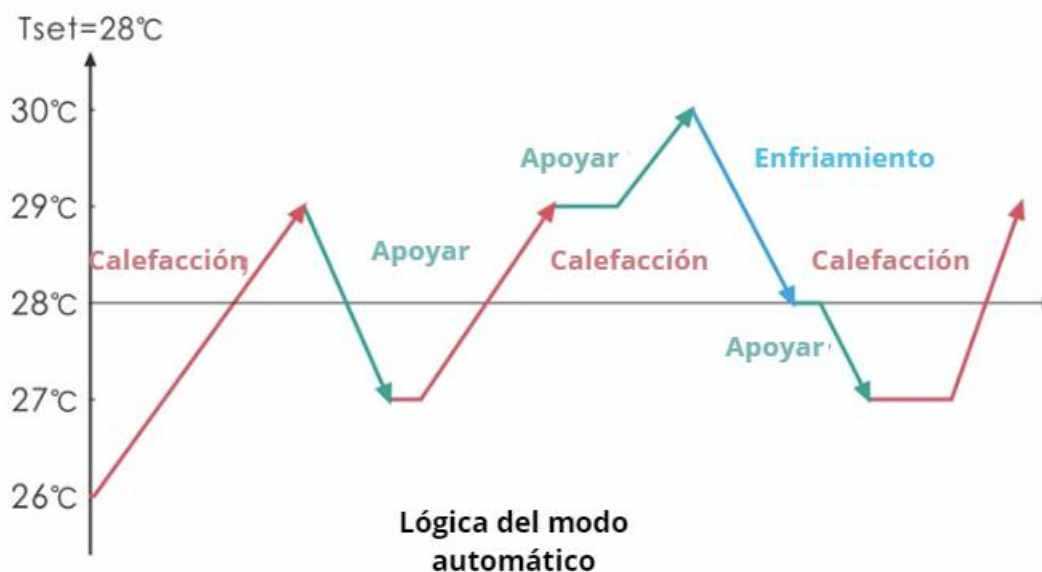 Tset=28℃
30℃
Apoyar
Enfriamiento
29℃
Calefacción
Apoyar
Calefacción
Calefacción
28℃
Apoyar
27℃
26℃
Lógica del modo
automático